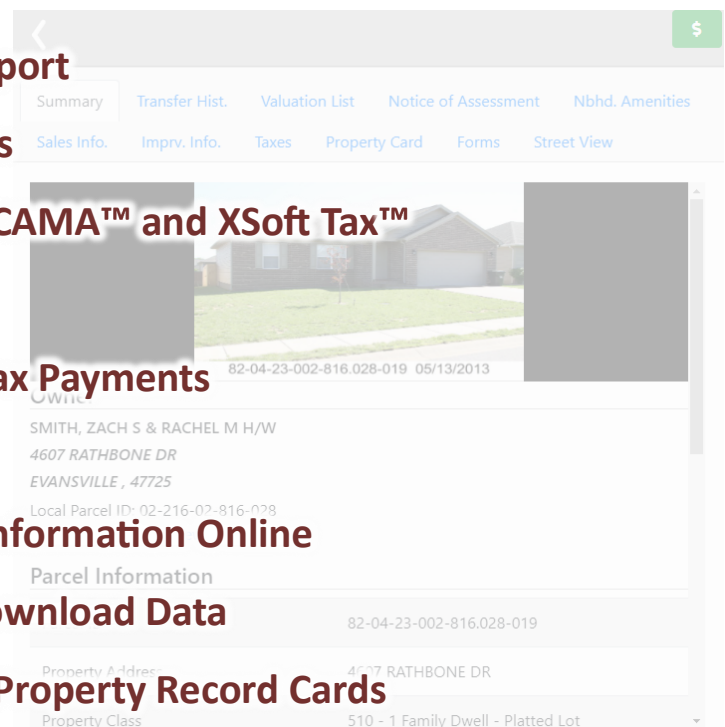 $
port
Summary Transfer Hist. Valuation List Notice of Assessment Nbhd. Amenities
s Sales Info. Imprv. Info. Taxes Property Card Forms Street View
CAMA™ and XSoft Tax™
82-04-23-002-816.028-019 05/13/2013
ax Payments
Owner
SMITH, ZACH S & RACHEL M H/W
4607 RATHBONE DR
EVANSVILLE , 47725
Local Parcel ID: 02-216-02-816-028
nformation Online
Parcel Information
ownload Data
82-04-23-002-816.028-019
Property Address 4607 RATHBONE DR
Property Record Cards
Property Class 510 - 1 Family Dwell - Platted Lot